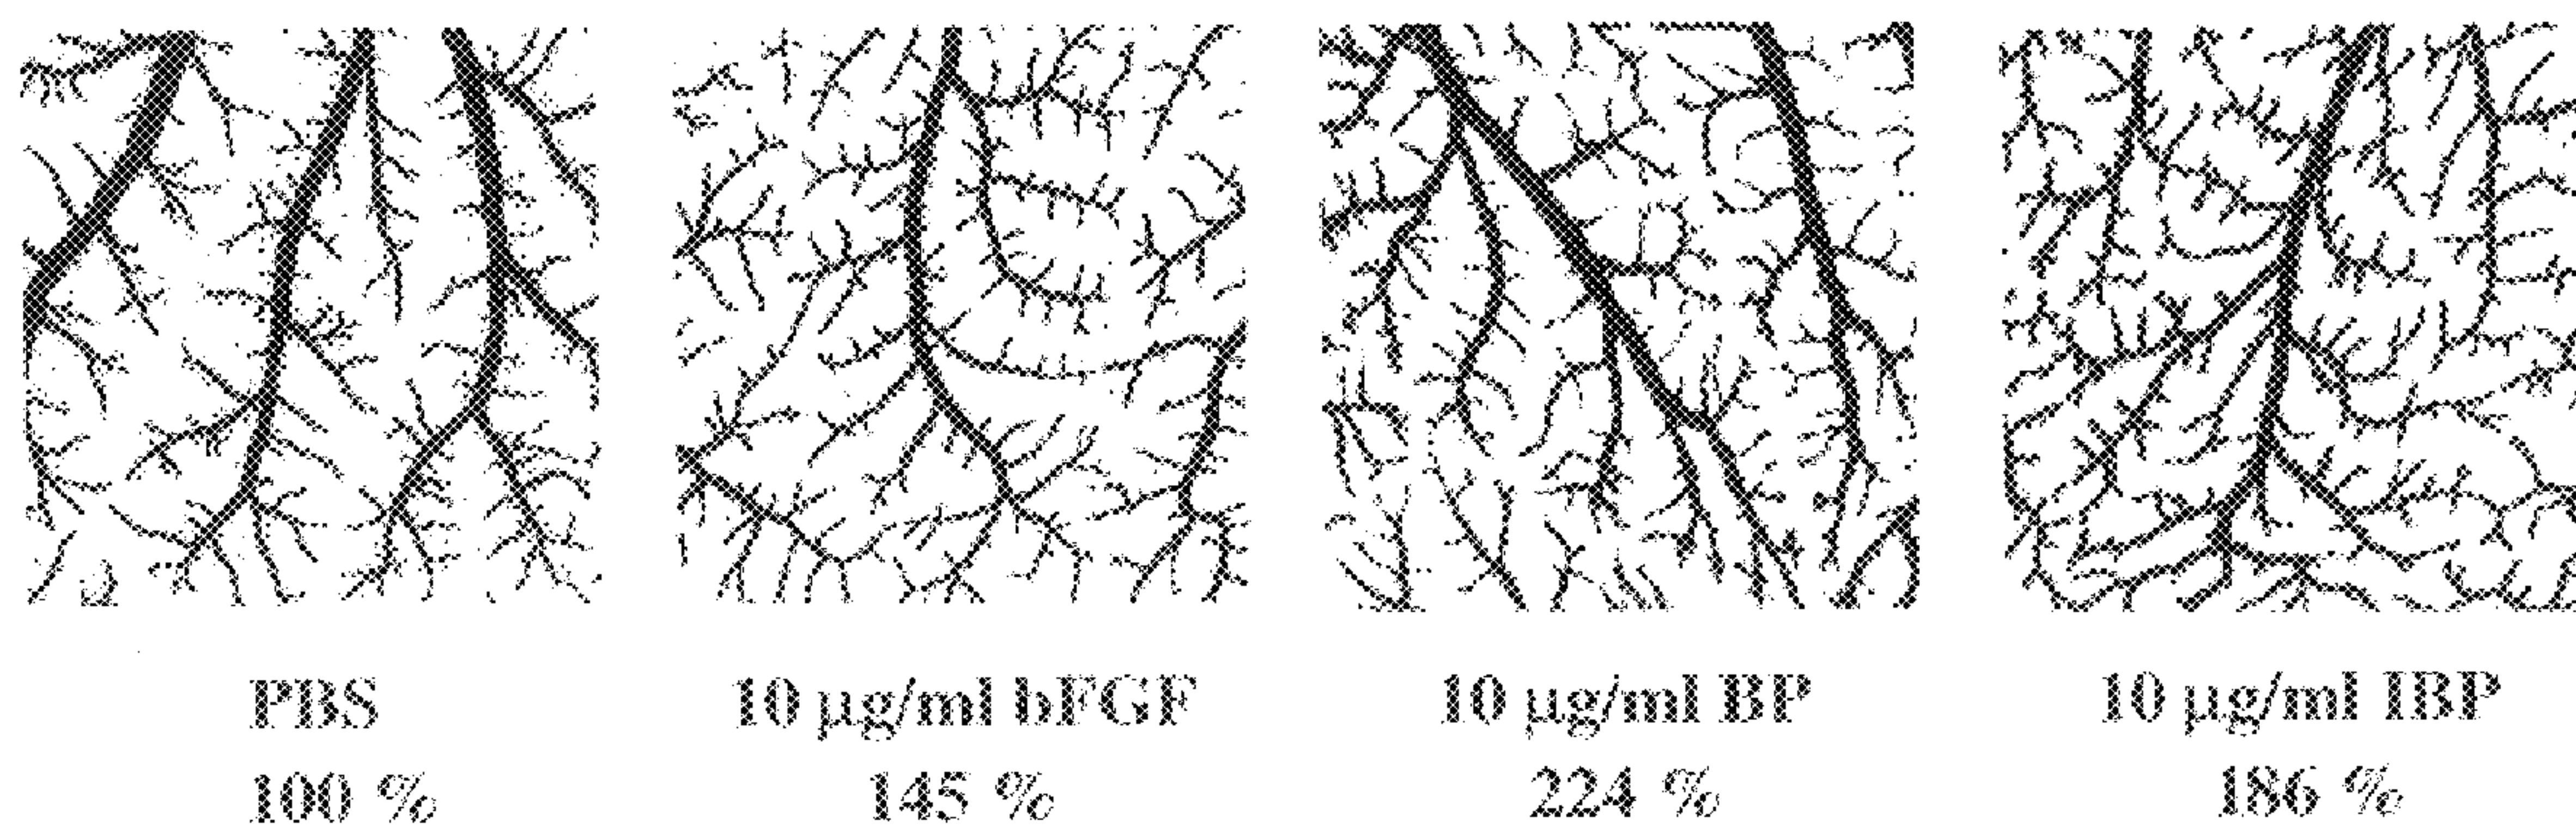 PBS
100 %
10 µg/ml bFGF
145 %
10 µg/ml BP
224 %
10 µg/ml IBP
186 %